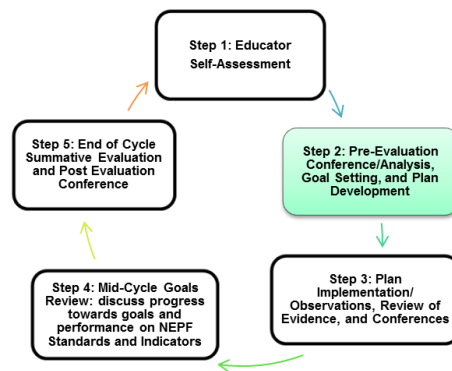 Step 1: Educator
Self-Assessment
Step 2: Pre-Evaluation
Conference/Analysis,
Goal Setting, and Plan
Development
Step 3: Plan
Implementation/
Observations, Review of
Evidence, and Conferences
Step 4: Mid-Cycle Goals
Review: discuss progress
towards goals and
performance on NEPF
Standards and Indicators
Step 5: End of Cycle
Summative Evaluation
and Post Evaluation
Conference